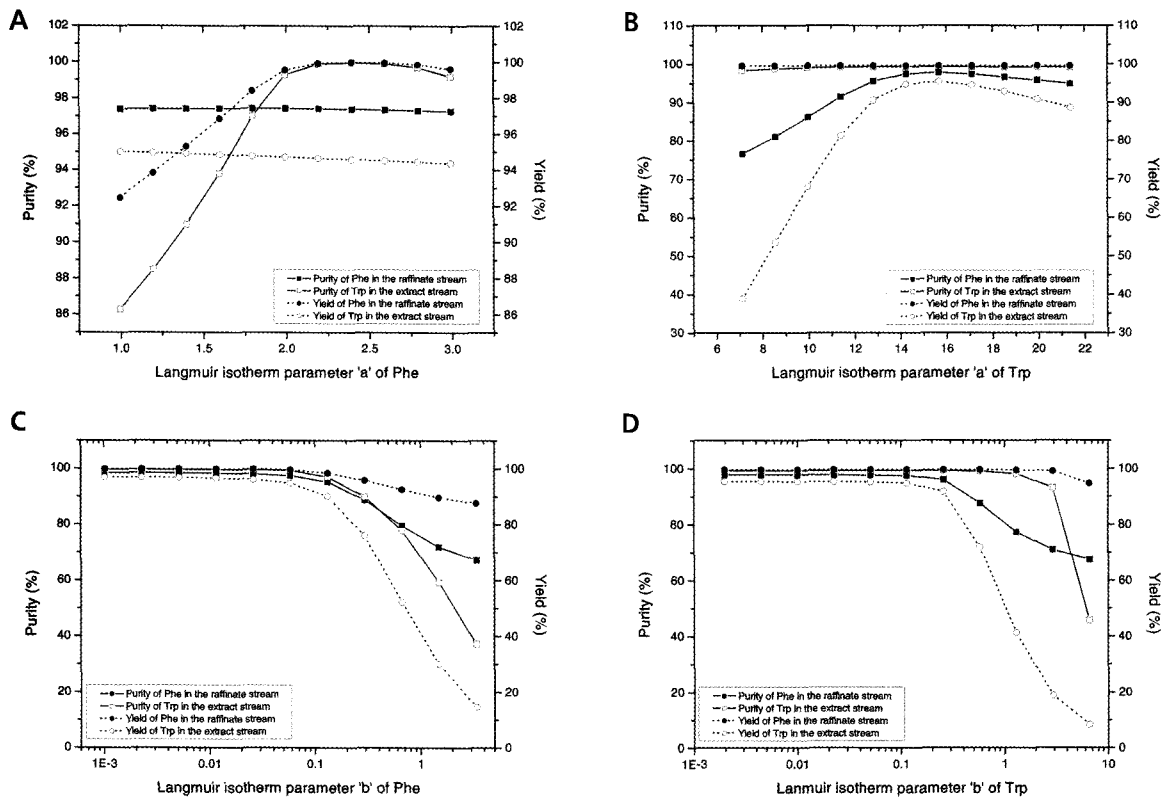 A
102
100
98
96
94
92
90
88
86
Purity (%)
102
100
98
96
94
92
90
88
86
Yield (%)
Purity of Phe in the raffinate stream
Purity of Trp in the extract stream
Yield of Phe in the raffinate stream
Yield of Trp in the extract stream
1.0 1.5 2.0 2.5 3.0
Langmuir isotherm parameter 'a' of Phe
B
110
100
90
80
70
60
50
40
30
Purity (%)
110
100
90
80
70
60
50
40
30
Yield (%)
Purity of Phe in the raffinate stream
Purity of Trp in the extract stream
Yield of Phe in the raffinate stream
Yield of Trp in the extract stream
6 8 10 12 14 16 18 20 22
Langmuir isotherm parameter 'a' of Trp
C
100
80
60
40
20
0
Purity (%)
100
80
60
40
20
0
Yield (%)
Purity of Phe in the raffinate stream
Purity of Trp in the extract stream
Yield of Phe in the raffinate stream
Yield of Trp in the extract stream
1E-3 0.01 0.1 1
Langmuir isotherm parameter 'b' of Phe
D
100
80
60
40
20
0
Purity (%)
100
80
60
40
20
0
Yield (%)
Purity of Phe in the raffinate stream
Purity of Trp in the extract stream
Yield of Phe in the raffinate stream
Yield of Trp in the extract stream
1E-3 0.01 0.1 1 10
Lanmuir isotherm parameter 'b' of Trp